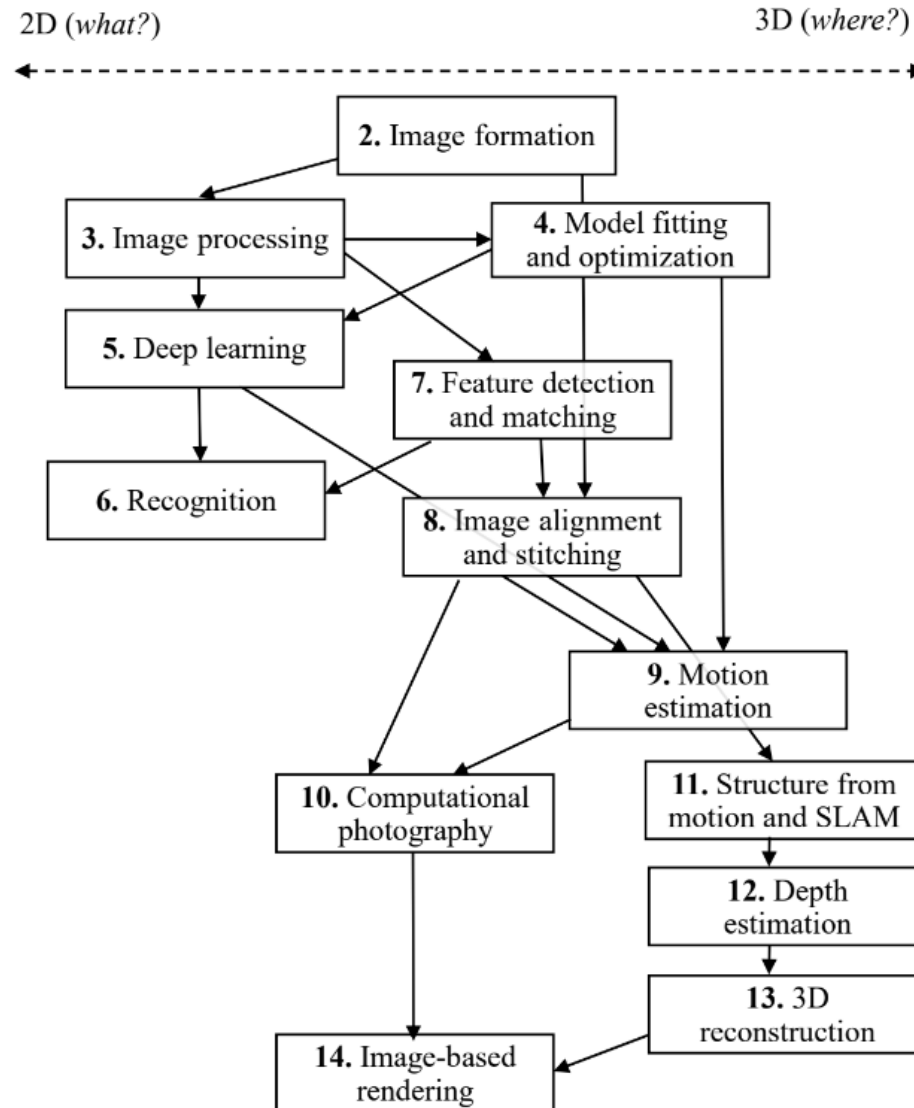 2D (what?)
3D (where?)
2. Image formation
3. Image processing
4. Model fitting
and optimization
5. Deep learning
7. Feature detection
and matching
6. Recognition
8. Image alignment
and stitching
9. Motion
estimation
10. Computational
photography
11. Structure from
motion and SLAM
12. Depth
estimation
13. 3D
reconstruction
14. Image-based
rendering